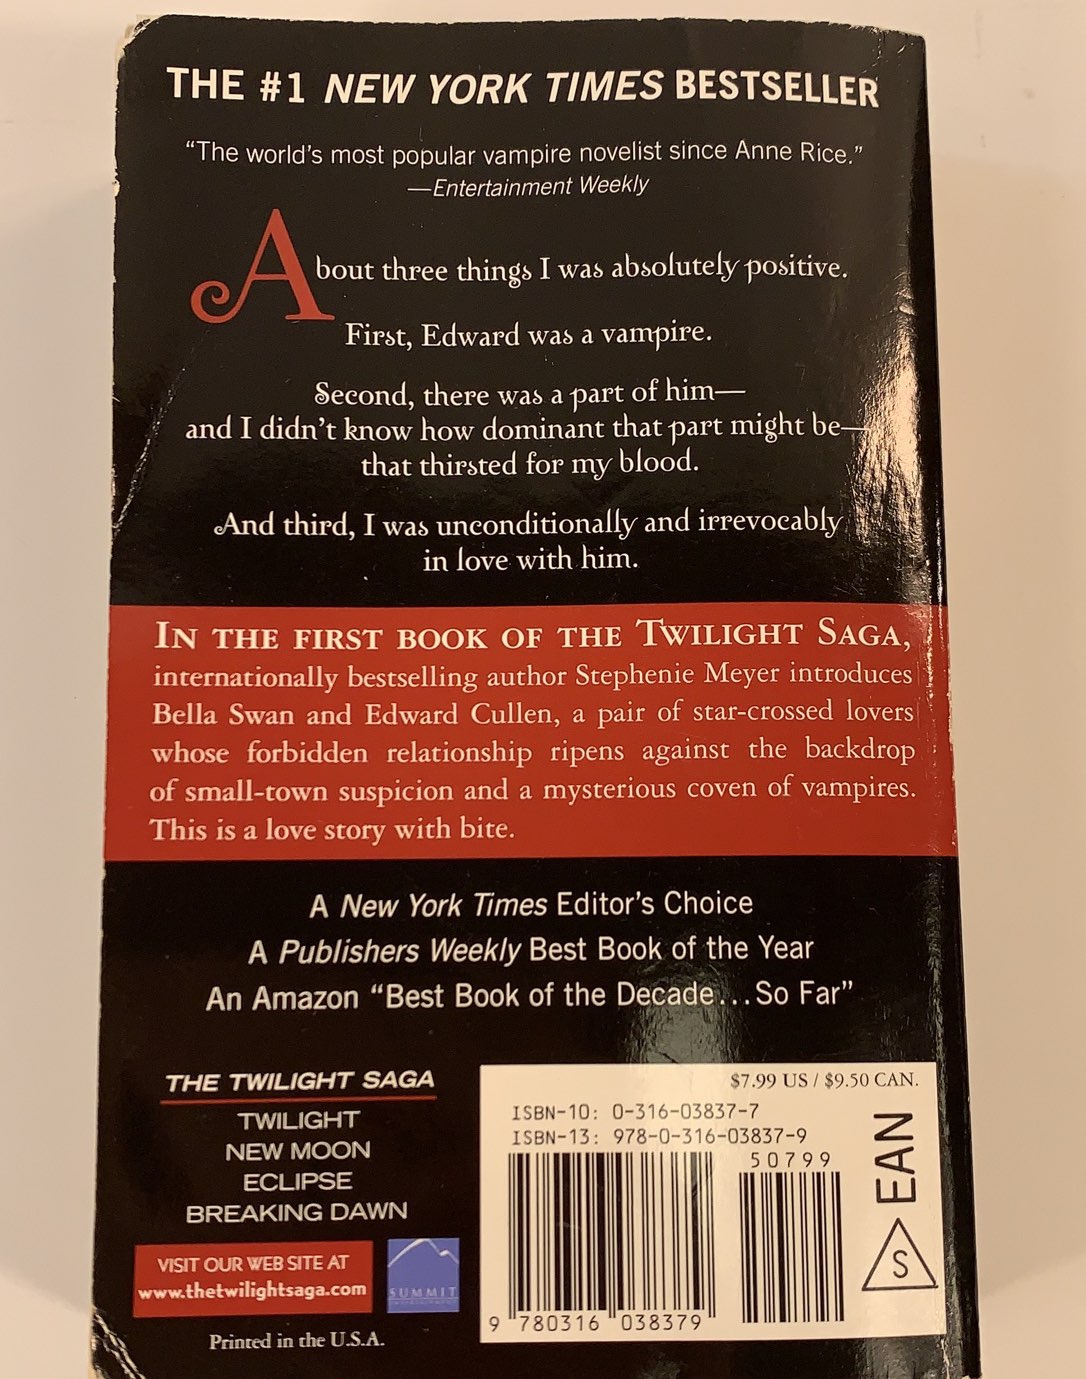 THE #1 NEW YORK TIMES BESTSELLER
“The world’s most popular vampire novelist since Anne Rice.”
—Entertainment Weekly
About three things I was absolutely positive.
First, Edward was a vampire.
Second, there was a part of him—
and I didn’t know how dominant that part might be—
that thirsted for my blood.
And third, I was unconditionally and irrevocably
in love with him.
IN THE FIRST BOOK OF THE TWILIGHT SAGA,
internationally bestselling author Stephenie Meyer introduces
Bella Swan and Edward Cullen, a pair of star-crossed lovers
whose forbidden relationship ripens against the backdrop
of small-town suspicion and a mysterious coven of vampires.
This is a love story with bite.
A New York Times Editor’s Choice
A Publishers Weekly Best Book of the Year
An Amazon “Best Book of the Decade...So Far”
THE TWILIGHT SAGA
TWILIGHT
NEW MOON
ECLIPSE
BREAKING DAWN
VISIT OUR WEB SITE AT
www.thetwilightsaga.com
SUMMIT
Printed in the U.S.A.
$7.99 US / $9.50 CAN.
ISBN-10: 0-316-03837-7
ISBN-13: 978-0-316-03837-9
50799
9 780316 038379
EAN
S